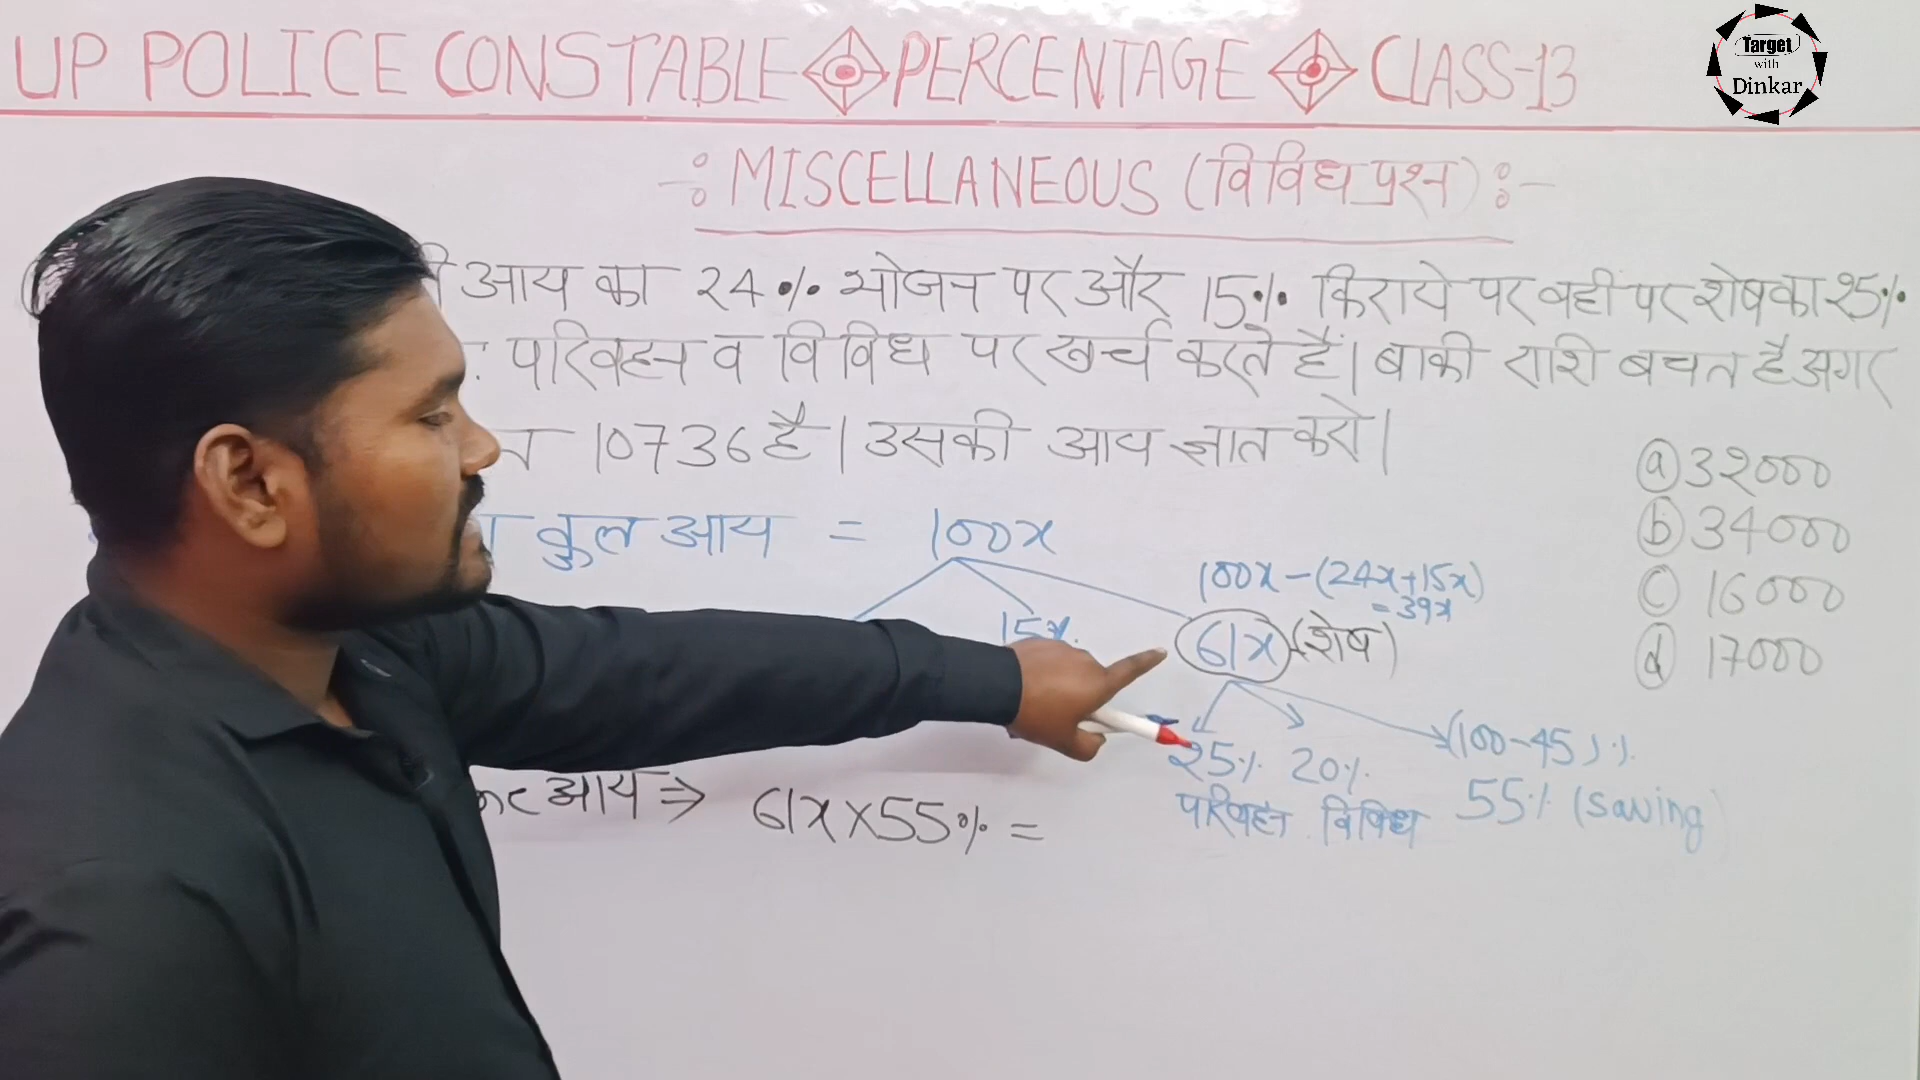 UP POLICE CONSTABLE PERCENTAGE CLASS-13
Target
with
Dinkar
-: MISCELLANEOUS (विविध प्रश्न) :-
आय का 24% भोजन पर और 15% किराये पर वही पर शेष का 25%
परिवहन व विविध पर खर्च करते हैं। बाकी राशि बचत है अगर
10736 है। उसकी आय ज्ञात करो।
(a) 32000
(b) 34000
(c) 16000
(d) 17000
कुल आय = 100x
100x - (24x+15x)
= 39x
15x
61x (शेष)
25% 20% (100-45)%
परिवहन विविध 55% (saving)
आय ⇒ 61x×55% =